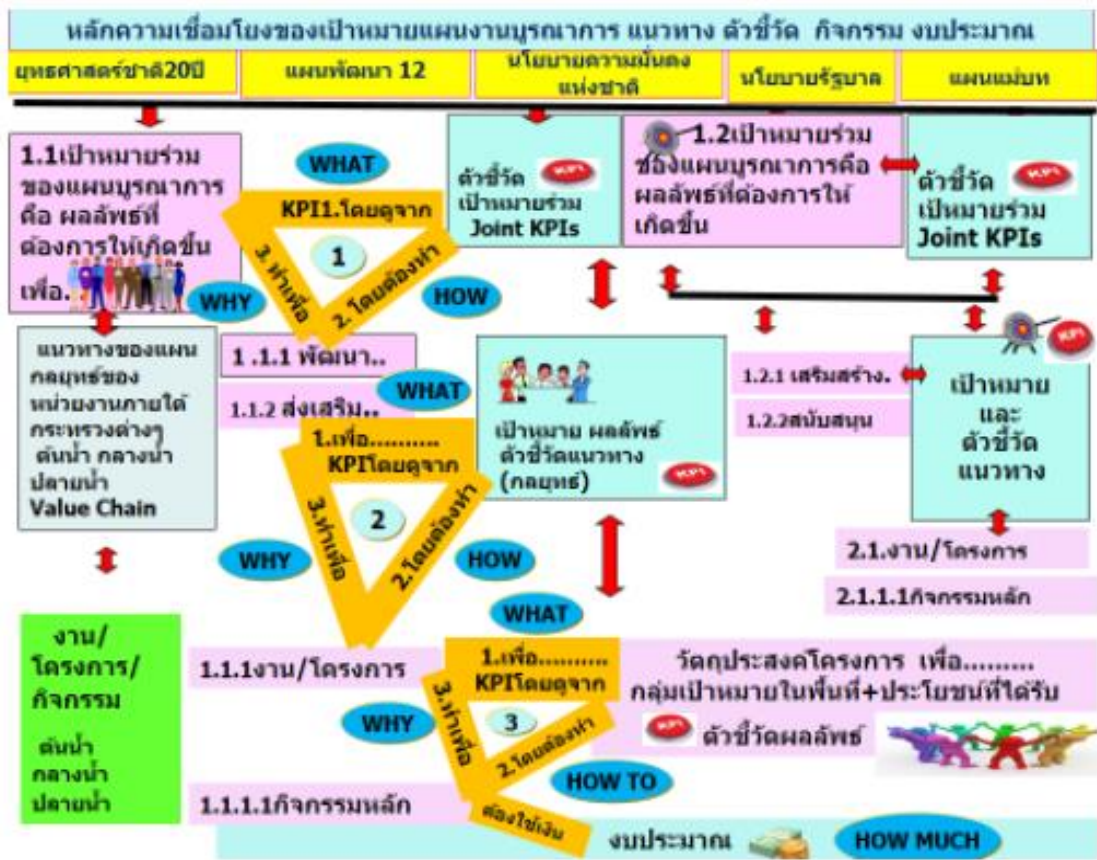 หลักความเชื่อมโยงของเป้าหมายแผนงานบูรณาการ แนวทาง ตัวชี้วัด กิจกรรม งบประมาณ
ยุทธศาสตร์ชาติ20ปี
แผนพัฒนา 12
นโยบายความมั่นคง
แห่งชาติ
นโยบายรัฐบาล
แผนแม่บท
1.1เป้าหมายร่วม
ของแผนบูรณาการ
คือ ผลลัพธ์ที่
ต้องการให้เกิดขึ้น
เพื่อ..
WHAT
KPI1.โดยดูจาก
1
3. ทำเพื่อ
2. โดยต้องทำ
WHY
HOW
ตัวชี้วัด KPI
เป้าหมายร่วม
Joint KPIs
1.2เป้าหมายร่วม
ของแผนบูรณาการคือ
ผลลัพธ์ที่ต้องการให้
เกิดขึ้น
ตัวชี้วัด KPI
เป้หมายร่วม
Joint KPIs
แนวทางของแผน
กลยุทธ์ของ
หน่วยงานภายใต้
กระทรวงต่างๆ
ต้นน้ำ กลางน้ำ
ปลายน้ำ
Value Chain
1 .1.1 พัฒนา..
1.1.2 ส่งเสริม..
WHAT
1.เพื่อ..........
KPIโดยดูจาก
2
3.ทำเพื่อ
2.โดยต้องทำ
WHY
HOW
เป้าหมาย ผลลัพธ์
ตัวชี้วัดแนวทาง
(กลยุทธ์) KPI
1.2.1 เสริมสร้าง.
1.2.2สนับสนุน
KPI
เป้าหมาย
และ
ตัวชี้วัด
แนวทาง
2.1.งาน/โครงการ
2.1.1.1กิจกรรมหลัก
งาน/
โครงการ/
กิจกรรม
ต้นน้ำ
กลางน้ำ
ปลายน้ำ
1.1.1งาน/โครงการ
1.1.1.1กิจกรรมหลัก
WHAT
1.เพื่อ..........
KPIโดยดูจาก
3
3.ทำเพื่อ
2.โดยต้องทำ
WHY
HOW TO
ต้องใช้เงิน
วัตถุประสงค์โครงการ เพื่อ.........
กลุ่มเป้าหมายในพื้นที่+ประโยชน์ที่ได้รับ
KPI ตัวชี้วัดผลลัพธ์
งบประมาณ
HOW MUCH